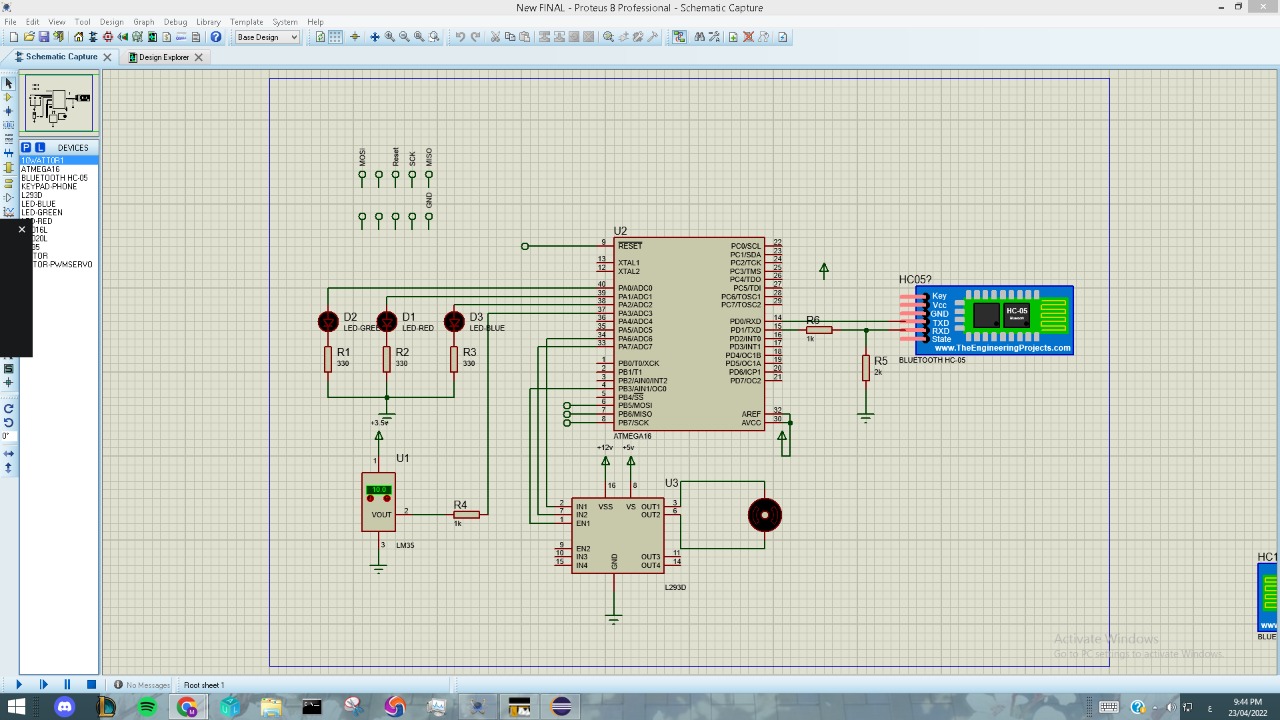 New FINAL - Proteus 8 Professional - Schematic Capture
File Edit View Tool Design Graph Debug Library Template System Help
Base Design
Schematic Capture
Design Explorer
P L DEVICES
10WATT0R1
ATMEGA16
BLUETOOTH HC-05
KEYPAD-PHONE
L293D
LED-BLUE
LED-GREEN
-RED
016L
020L
35
TOR
TOR-PWMSERVO
0°
MOSI
Reset
SCK
MISO
GND
U2
9 RESET
13 XTAL1
12 XTAL2
40 PA0/ADC0
39 PA1/ADC1
38 PA2/ADC2
37 PA3/ADC3
36 PA4/ADC4
35 PA5/ADC5
34 PA6/ADC6
33 PA7/ADC7
1 PB0/T0/XCK
2 PB1/T1
3 PB2/AIN0/INT2
4 PB3/AIN1/OC0
5 PB4/SS
6 PB5/MOSI
7 PB6/MISO
8 PB7/SCK
PC0/SCL 22
PC1/SDA 23
PC2/TCK 24
PC3/TMS 25
PC4/TDO 26
PC5/TDI 27
PC6/TOSC1 28
PC7/TOSC2 29
PD0/RXD 14
PD1/TXD 15
PD2/INT0 16
PD3/INT1 17
PD4/OC1B 18
PD5/OC1A 19
PD6/ICP1 20
PD7/OC2 21
AREF 32
AVCC 30
ATMEGA16
D2
LED-GREEN
D1
LED-RED
D3
LED-BLUE
R1
330
R2
330
R3
330
+3.5#
U1
1
10.0
VOUT 2
3
LM35
R4
1k
+12v +5v
16 8
U3
2 IN1
7 IN2
1 EN1
9 EN2
10 IN3
15 IN4
VSS VS
GND
OUT1 3
OUT2 6
OUT3 11
OUT4 14
L293D
R6
1k
R5
2k
HC05?
Key
Vcc
GND
TXD
RXD
State
HC-05
www.TheEngineeringProjects.com
BLUETOOTH HC-05
HC1
ww
BLUE
Activate Windows
Go to PC settings to activate Windows.
No Messages
Root sheet 1
9:44 PM
23/04/2022
ع